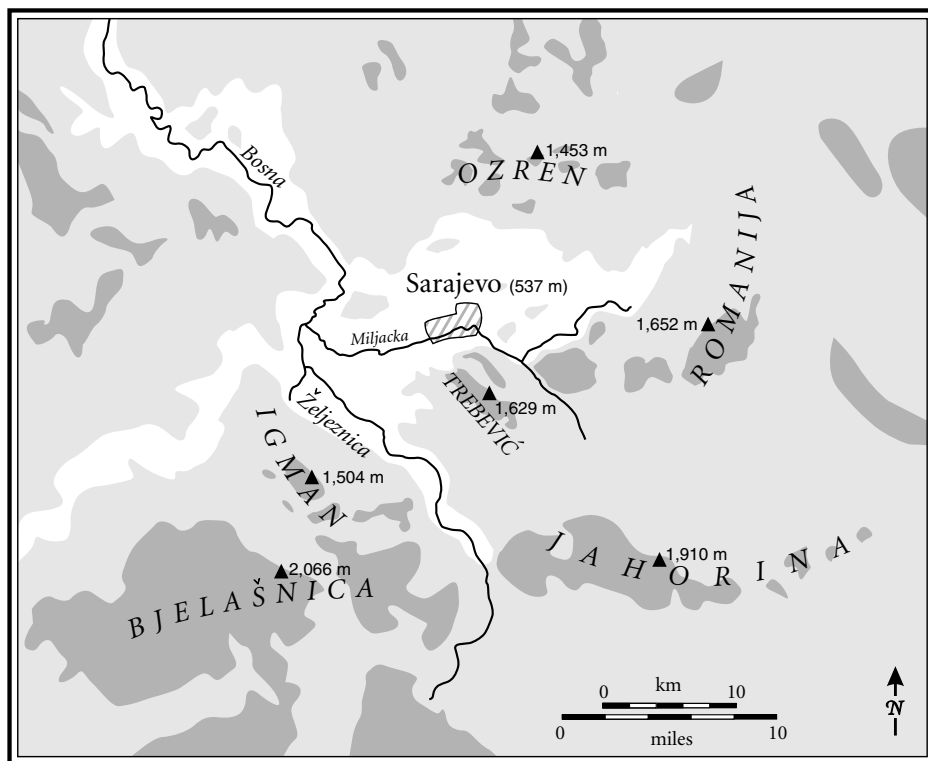 Bosna
1,453 m
OZREN
ROMANIJA
1,652 m
Sarajevo (537 m)
Miljacka
TREBEVIĆ
1,629 m
Željeznica
IGMAN
1,504 m
JAHORINA
1,910 m
2,066 m
BJELAŠNICA
0 km 10
0 miles 10
N